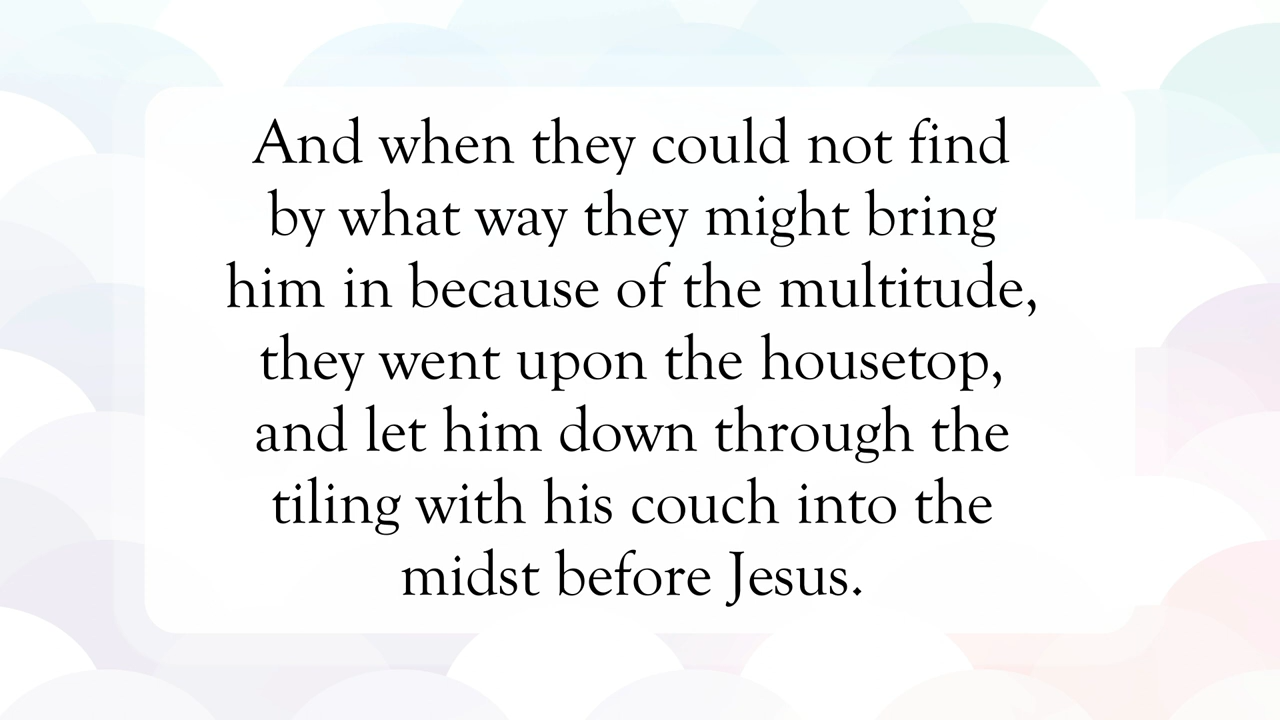 And when they could not find
by what way they might bring
him in because of the multitude,
they went upon the housetop,
and let him down through the
tiling with his couch into the
midst before Jesus.